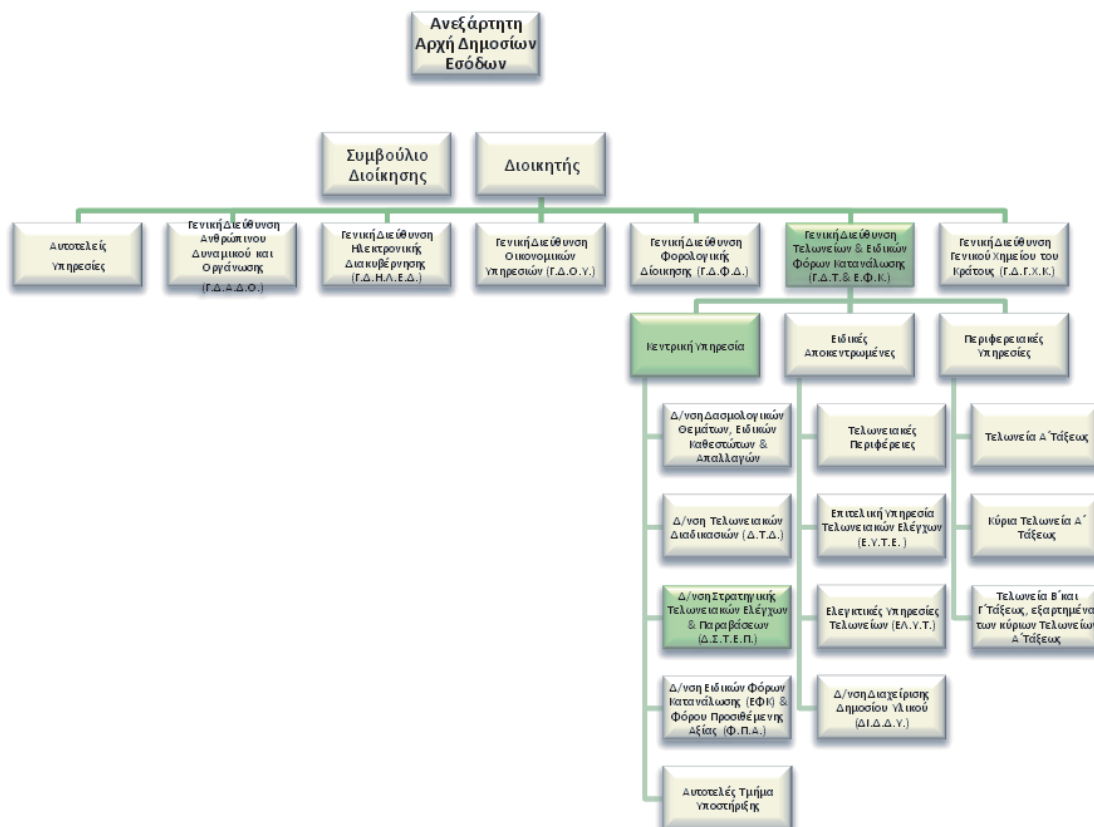 Ανεξάρτητη
Αρχή Δημοσίων
Εσόδων
Συμβούλιο
Διοίκησης
Διοικητής
Αυτοτελείς
Υπηρεσίες
Γενική Διεύθυνση
Ανθρώπινου
Δυναμικού και
Οργάνωσης
(Γ.Δ.Α.Δ.Ο.)
Γενική Διεύθυνση
Ηλεκτρονικής
Διακυβέρνησης
(Γ.Δ.Η.Λ.Ε.Δ.)
Γενική Διεύθυνση
Οικονομικών
Υπηρεσιών (Γ.Δ.Ο.Υ.)
Γενική Διεύθυνση
Φορολογικής
Δίοικησης (Γ.Δ.Φ.Δ.)
Γενική Διεύθυνση
Τελωνείων & Ειδικών
Φόρων Κατανάλωσης
(Γ.Δ.Τ.& Ε.Φ.Κ.)
Γενική Διεύθυνση
Γενικού Χημείου του
Κράτους (Γ.Δ.Γ.Χ.Κ.)
Κεντρική Υπηρεσία
Ειδικές
Αποκεντρωμένες
Περιφερειακές
Υπηρεσίες
Δ/νση Δασμολογικών
Θεμάτων, Ειδικών
Καθεστώτων &
Απαλλαγών
Τελωνειακές
Περιφέρειες
Τελωνεία Α΄Τάξεως
Δ/νση Τελωνειακών
Διαδικασιών (Δ.Τ.Δ.)
Επιτελική Υπηρεσία
Τελωνειακών Ελέγχων
(Ε.Υ.Τ.Ε. )
Κύρια Τελωνεία Α΄
Τάξεως
Δ/νση Στρατηγικής
Τελωνειακών Ελέγχων
& Παραβάσεων
(Δ.Σ.Τ.Ε.Π.)
Ελεγκτικές Υπηρεσίες
Τελωνείων (ΕΛ.Υ.Τ.)
Τελωνεία Β΄και
Γ΄Τάξεως, εξαρτημένα
των κύριων Τελωνείων
Α΄Τάξεως
Δ/νση Ειδικών Φόρων
Κατανάλωσης (ΕΦΚ) &
Φόρου Προστιθέμενης
Αξίας (Φ.Π.Α.)
Δ/νση Διαχείρισης
Δημοσίου Υλικού
(ΔΙ.Δ.Δ.Υ.)
Αυτοτελές Τμήμα
Υποστήριξης